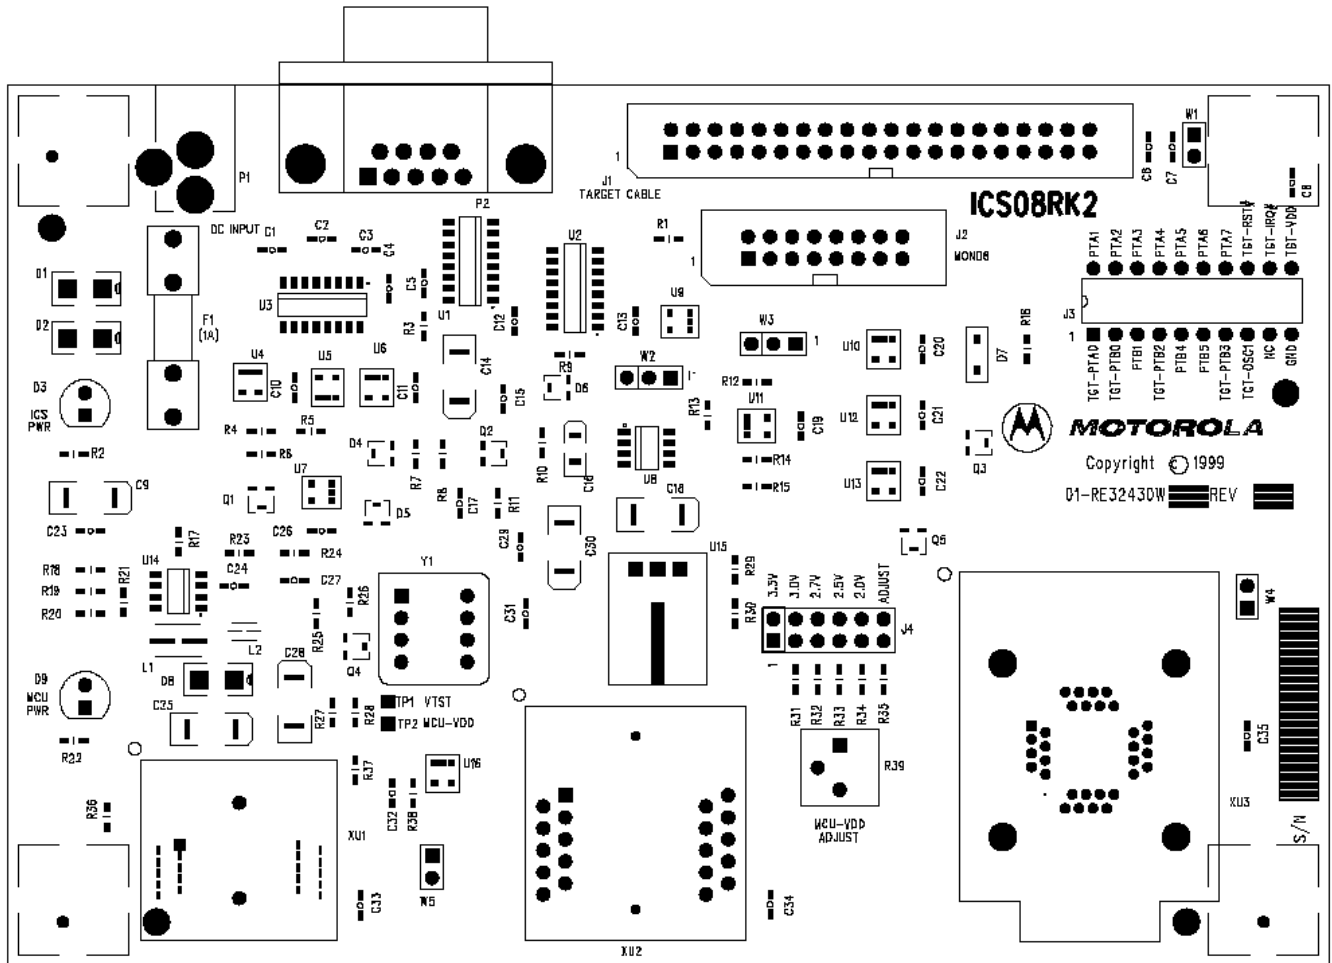 P1
DC INPUT
P2
1
J1
TARGET CABLE
C6
C7
W1
C8
ICS08RK2
C1
C2
C3
C4
C5
U3
R3
U1
U2
R1
1
J2
MON08
PTA1
PTA2
PTA3
PTA4
PTA5
PTA6
PTA7
TGT-RST#
TGT-IRQ#
TGT-VDD
J3
1
TGT-PTA0
TGT-PTB0
PTB1
TGT-PTB2
PTB4
PTB5
TGT-PTB3
TGT-OSC1
NC
GND
D1
D2
F1
(1A)
C12
C13
U9
W3
1
U10
C20
D7
R16
D3
ICS
PWR
U4
C10
U5
U6
C11
C14
C15
R9
D6
W2
1
R12
R13
U11
C19
U12
C21
MOTOROLA
Copyright © 1999
01-RE32430W
REV
R2
R4
R5
R6
D4
R7
R8
Q2
R10
C16
U8
R14
R15
U13
C22
Q3
C9
U7
Q1
D5
C17
R11
C18
C23
R17
R23
C26
R24
C29
C30
U15
R29
Q5
U14
R18
R19
R20
R21
C24
C27
Y1
R26
R25
C31
R30
3.3V
3.0V
2.7V
2.5V
2.0V
ADJUST
J4
1
W4
L1
L2
C28
Q4
D9
MCU
PWR
D8
C25
R27
R28
TP1 VTST
TP2 MCU-VDD
R31
R32
R33
R34
R35
R22
R37
U16
R39
C35
R36
C32
R38
XU1
MCU-VDD
ADJUST
XU3
S/N
W5
C33
C34
XU2